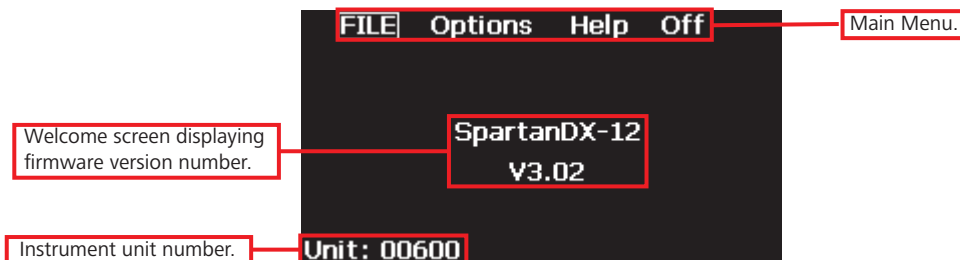 FILE Options Help Off
Main Menu.
Welcome screen displaying
firmware version number.
SpartanDX-12
V3.02
Instrument unit number.
Unit: 00600